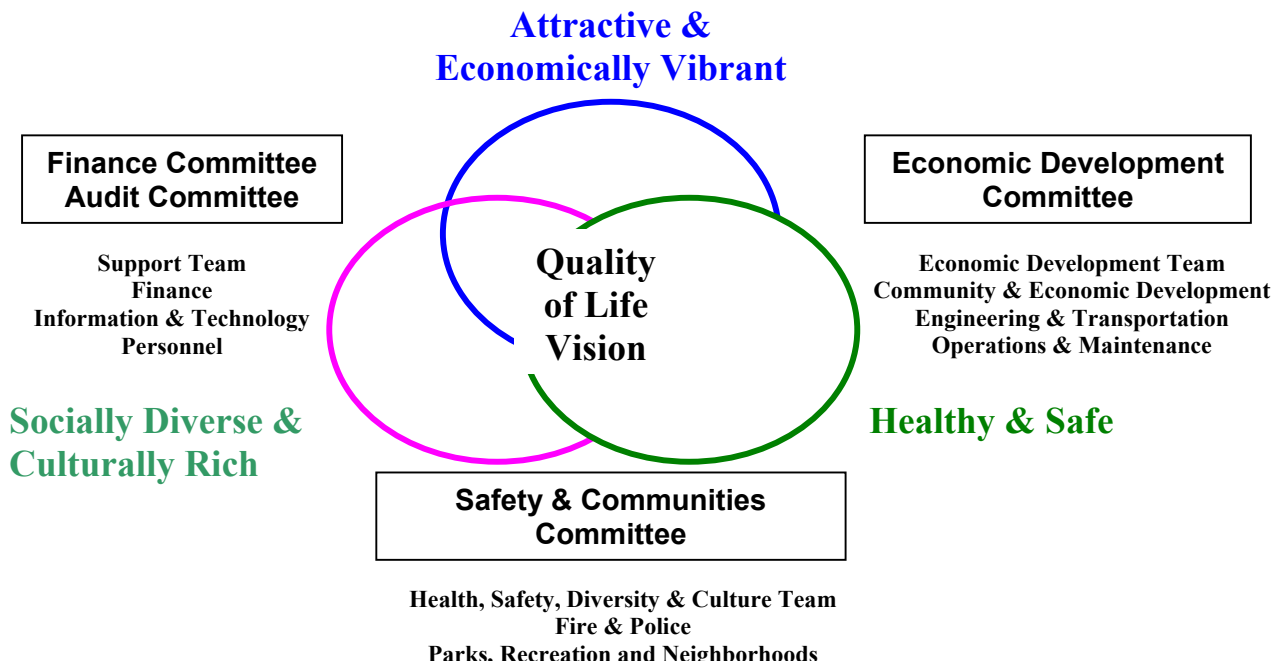 Attractive &
Economically Vibrant
Finance Committee
Audit Committee
Support Team
Finance
Information & Technology
Personnel
Economic Development
Committee
Economic Development Team
Community & Economic Development
Engineering & Transportation
Operations & Maintenance
Quality
of Life
Vision
Socially Diverse &
Culturally Rich
Healthy & Safe
Safety & Communities
Committee
Health, Safety, Diversity & Culture Team
Fire & Police
Parks, Recreation and Neighborhoods